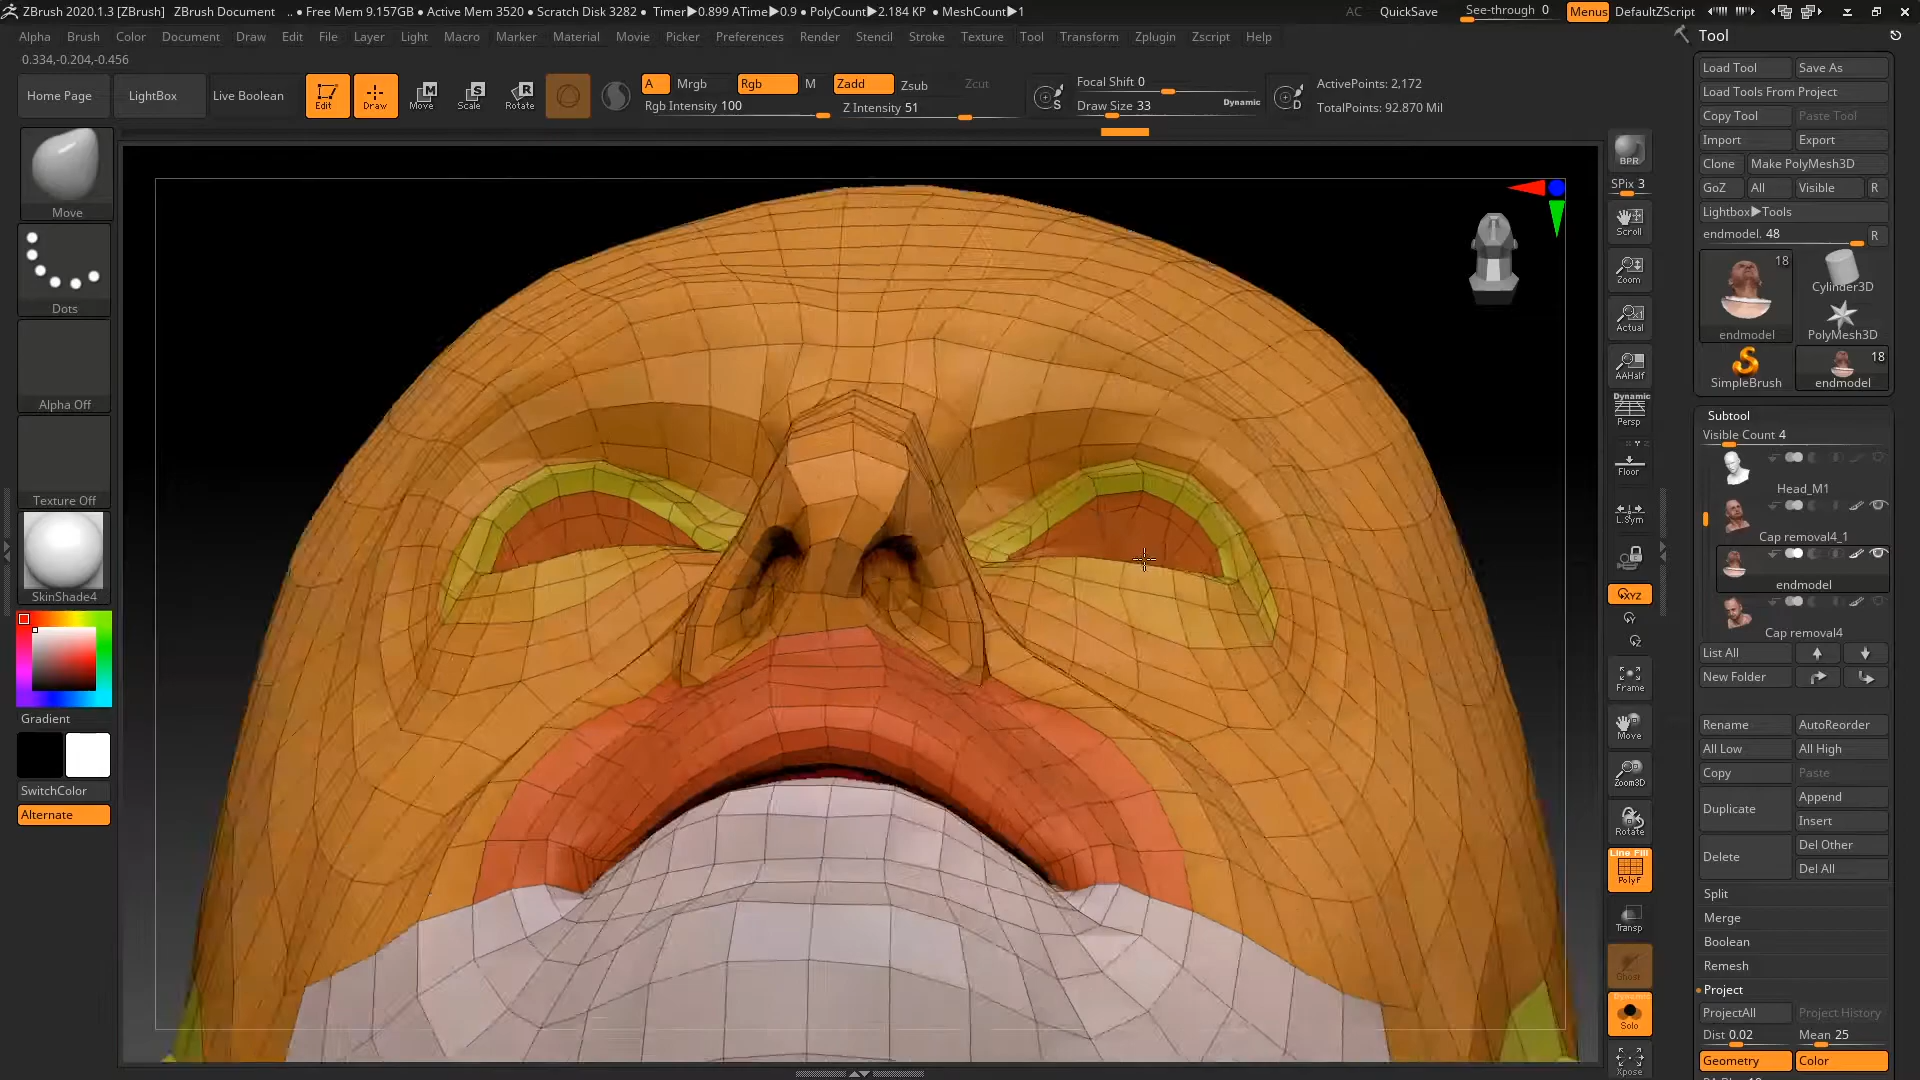 ZBrush 2020.1.3 [ZBrush] ZBrush Document .. • Free Mem 9.157GB • Active Mem 3520 • Scratch Disk 3282 • Timer▶0.899 ATime▶0.9 • PolyCount▶2.184 KP • MeshCount▶1 AC QuickSave See-through 0 Menus DefaultZScript
Alpha Brush Color Document Draw Edit File Layer Light Macro Marker Material Movie Picker Preferences Render Stencil Stroke Texture Tool Transform Zplugin Zscript Help
0.334,-0.204,-0.456
Home Page LightBox Live Boolean Edit Draw Move Scale Rotate
A Mrgb Rgb M Zadd Zsub Zcut
Rgb Intensity 100 Z Intensity 51
S Focal Shift 0
Draw Size 33 Dynamic
D ActivePoints: 2,172
TotalPoints: 92.870 Mil
Move
Dots
Alpha Off
Texture Off
SkinShade4
Gradient
SwitchColor
Alternate
BPR
SPix 3
Scroll
Zoom
Actual
AAHalf
Dynamic
Persp
Floor
L.Sym
XYZ
Frame
Move
Zoom3D
Rotate
Line Fill
PolyF
Transp
Ghost
Dynamic
Solo
Xpose
Tool
Load Tool Save As
Load Tools From Project
Copy Tool Paste Tool
Import Export
Clone Make PolyMesh3D
GoZ All Visible R
Lightbox▶Tools
endmodel. 48 R
18
endmodel
Cylinder3D
PolyMesh3D
SimpleBrush
18
endmodel
Subtool
Visible Count 4
Head_M1
Cap removal4_1
endmodel
Cap removal4
List All
New Folder
Rename AutoReorder
All Low All High
Copy Paste
Duplicate Append
Insert
Delete Del Other
Del All
Split
Merge
Boolean
Remesh
Project
ProjectAll Project History
Dist 0.02 Mean 25
Geometry Color